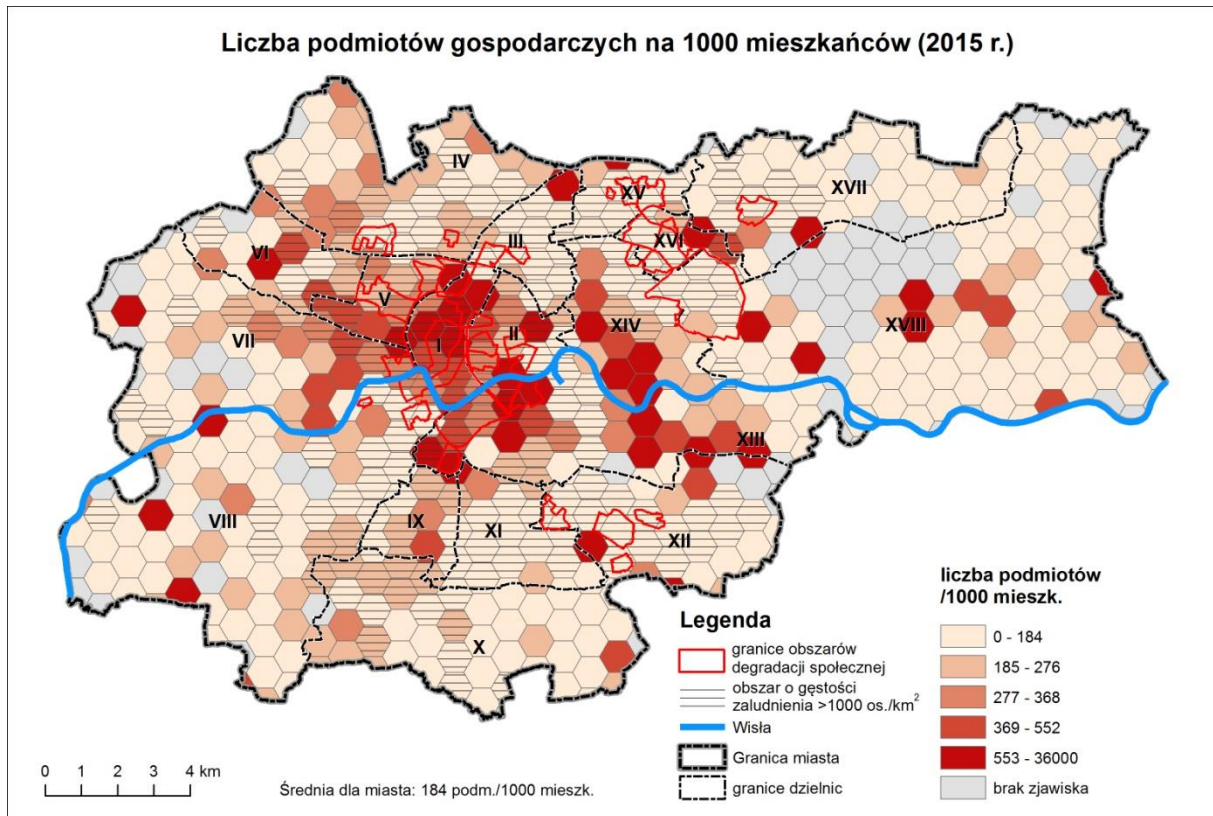 Liczba podmiotów gospodarczych na 1000 mieszkańców (2015 r.)
IV
XVII
XV
III
XVI
VI
V
VII
I
II
XIV
XVIII
XIII
VIII
IX
XI
XII
X
Legenda
granice obszarów
degradacji społecznej
obszar o gęstości
zaludnienia >1000 os./km²
Wisła
Granica miasta
granice dzielnic
liczba podmiotów
/1000 mieszk.
0 - 184
185 - 276
277 - 368
369 - 552
553 - 36000
brak zjawiska
0 1 2 3 4 km
Średnia dla miasta: 184 podm./1000 mieszk.